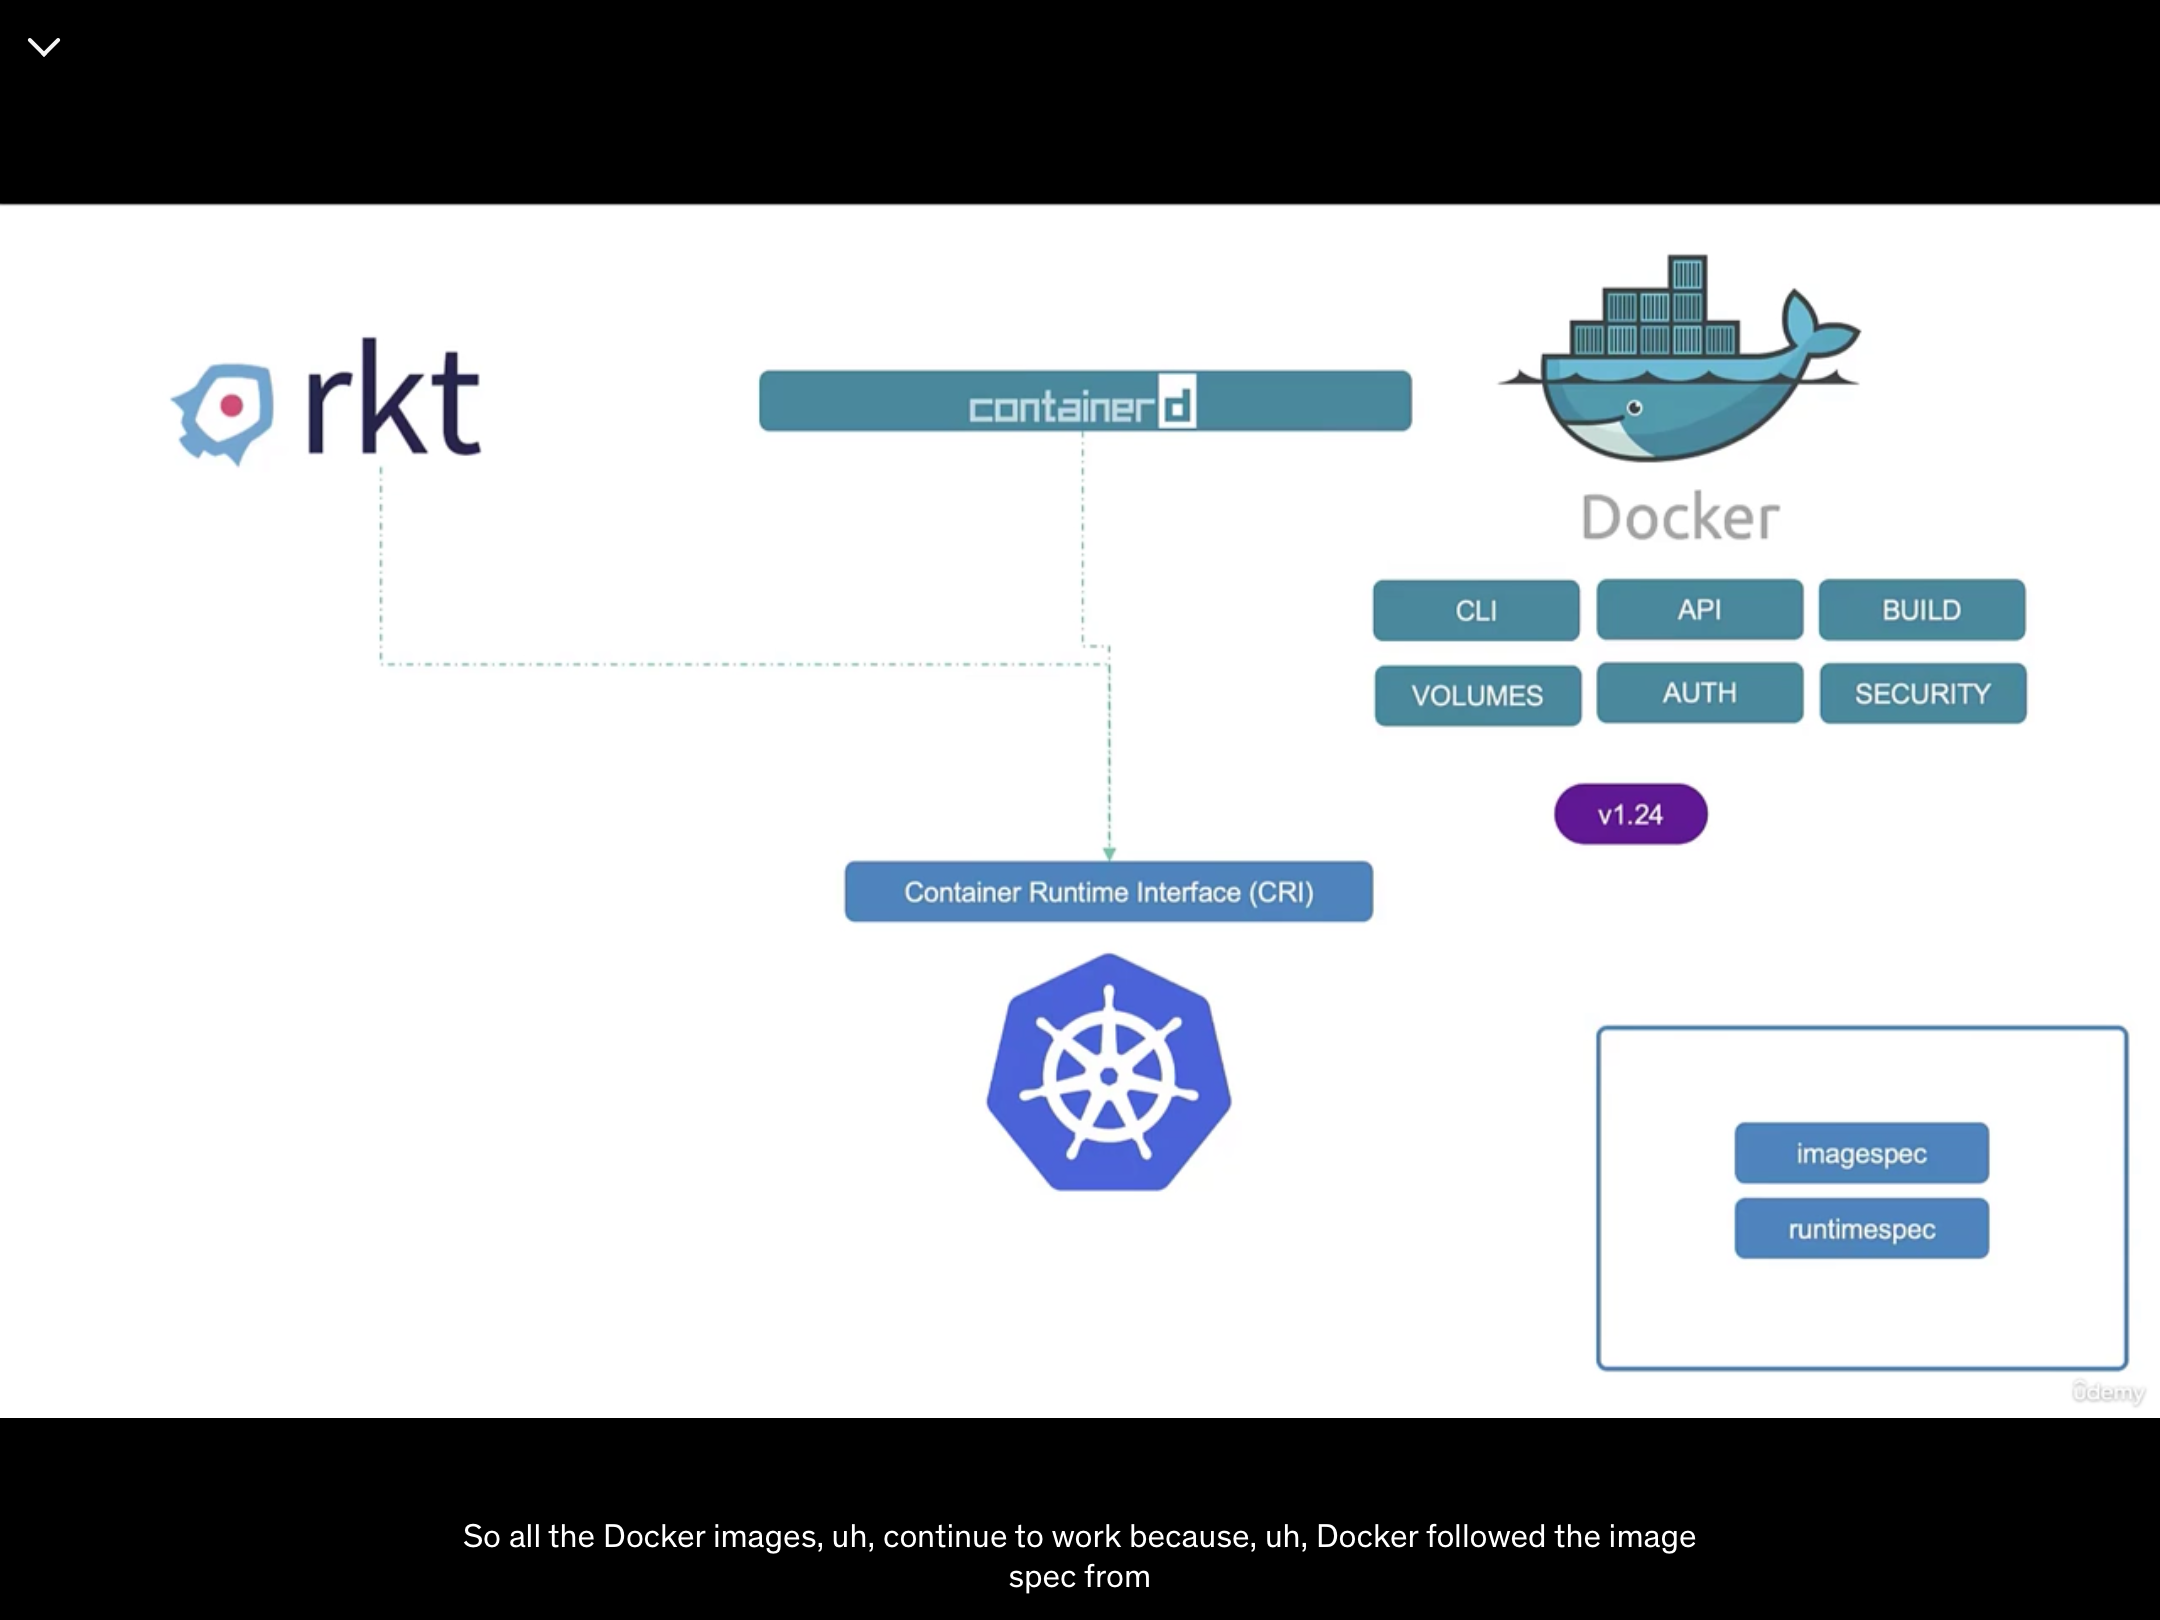 rkt
containerd
Docker
CLI
API
BUILD
VOLUMES
AUTH
SECURITY
v1.24
Container Runtime Interface (CRI)
imagespec
runtimespec
ûdemy
So all the Docker images, uh, continue to work because, uh, Docker followed the image
spec from